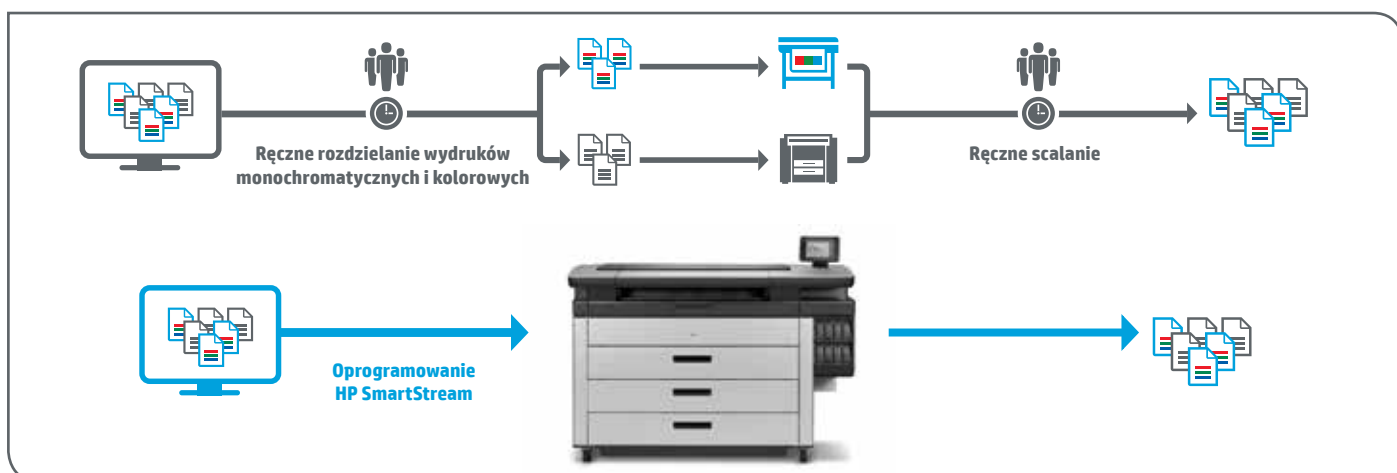 Ręczne rozdzielanie wydruków
monochromatycznych i kolorowych
Ręczne scalanie
Oprogramowanie
HP SmartStream